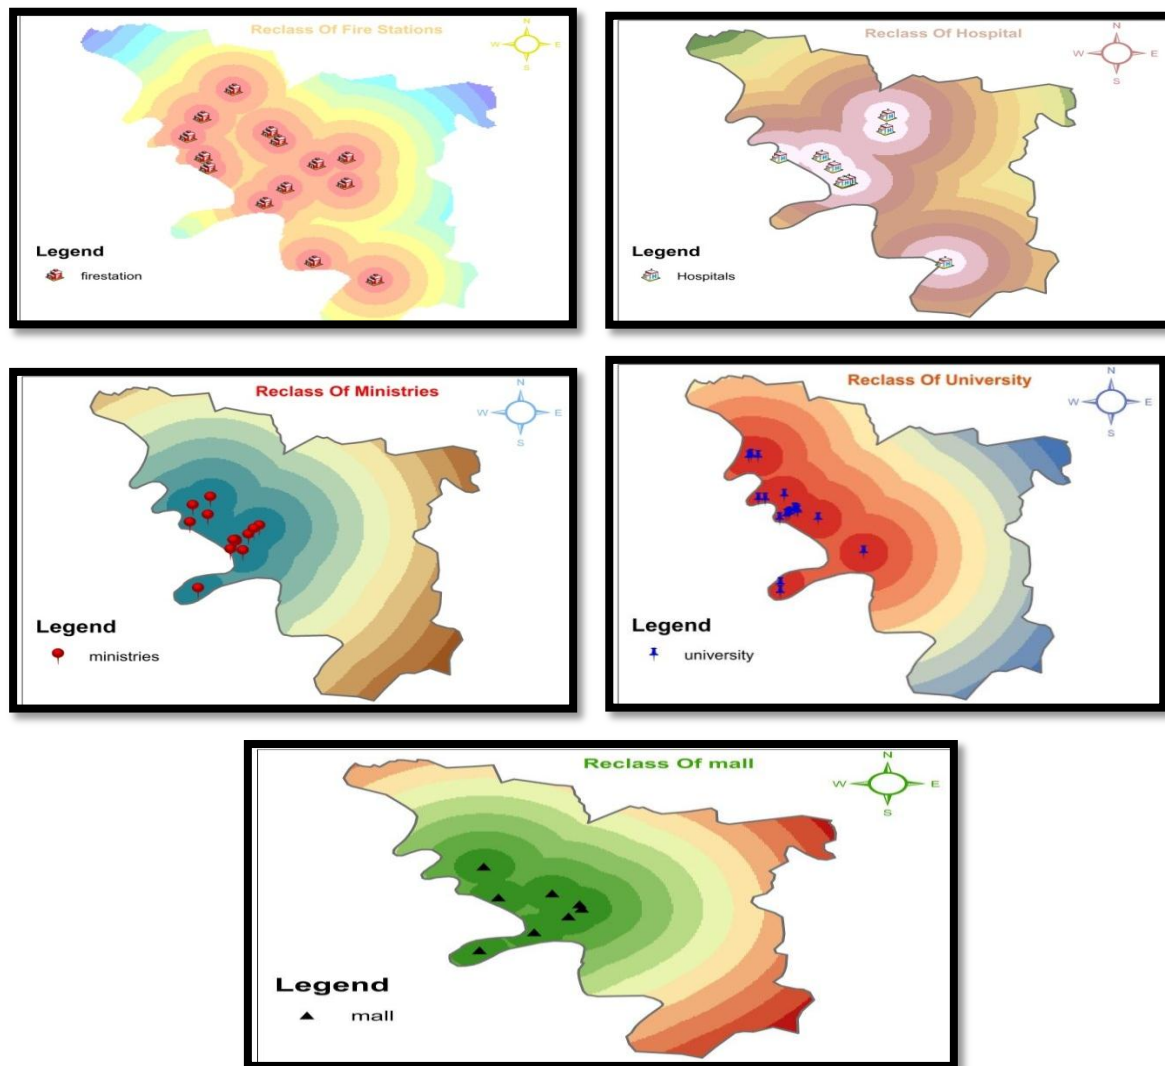 Reclass Of Fire Stations
N
W E
S
Legend
firestation
Reclass Of Hospital
N
W E
S
Legend
Hospitals
Reclass Of Ministries
N
W E
S
Legend
ministries
Reclass Of University
N
W E
S
Legend
university
Reclass Of mall
N
W E
S
Legend
mall